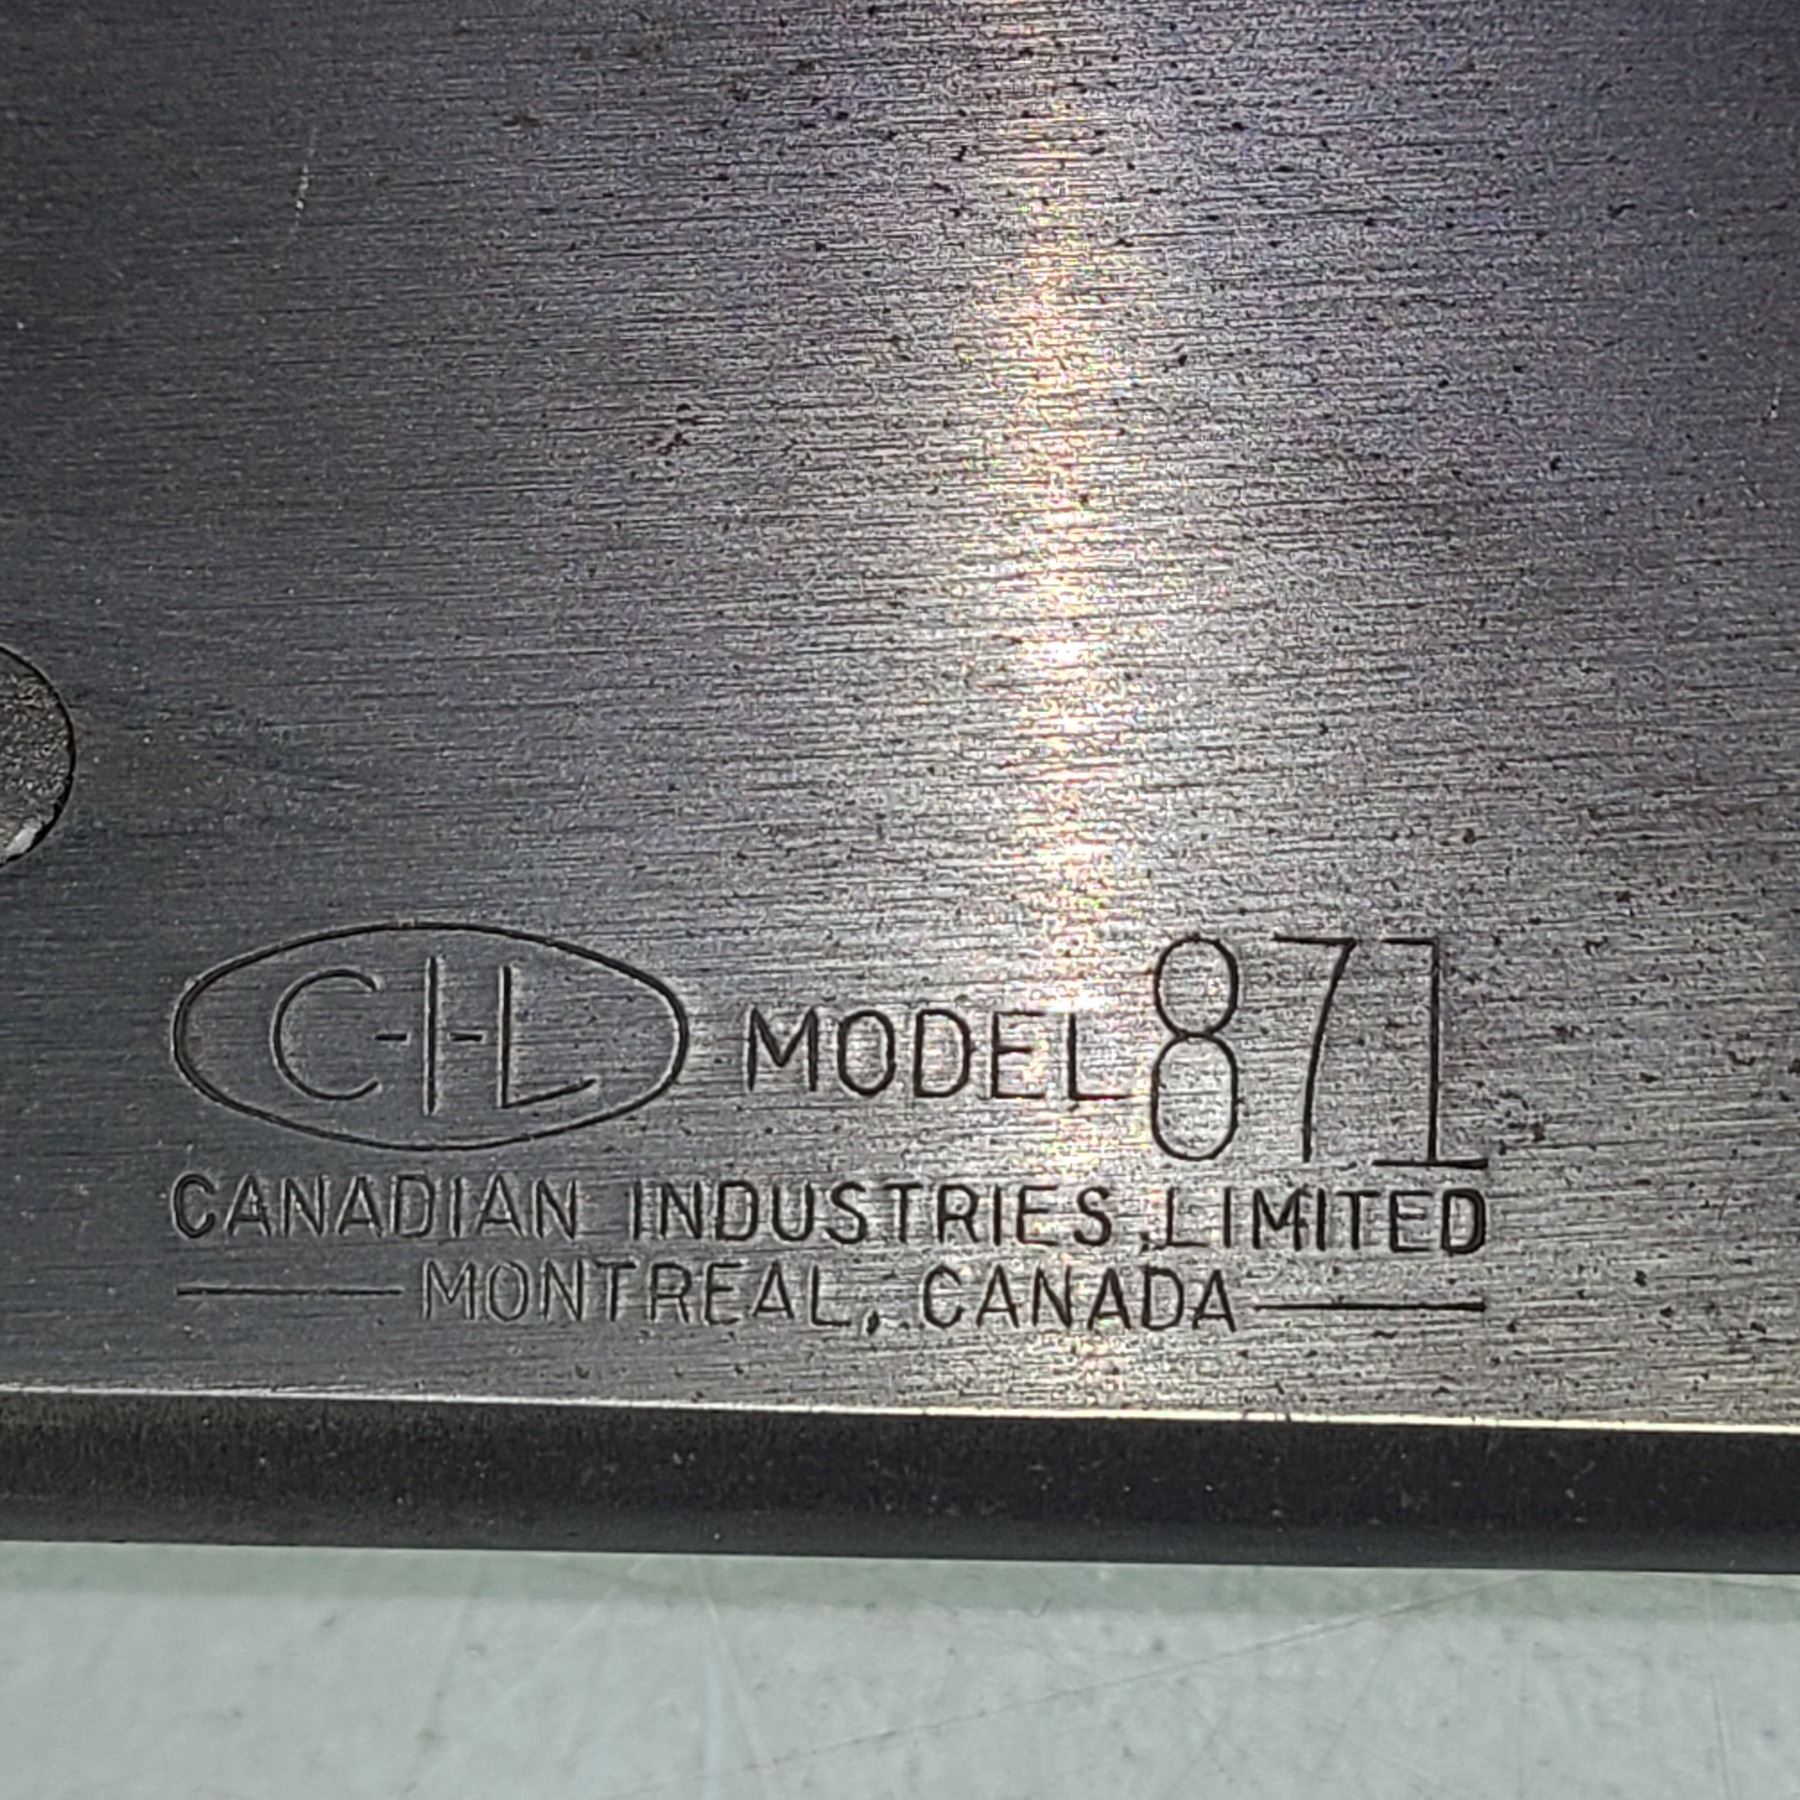 C-I-L MODEL 871
CANADIAN INDUSTRIES LIMITED
MONTREAL, CANADA